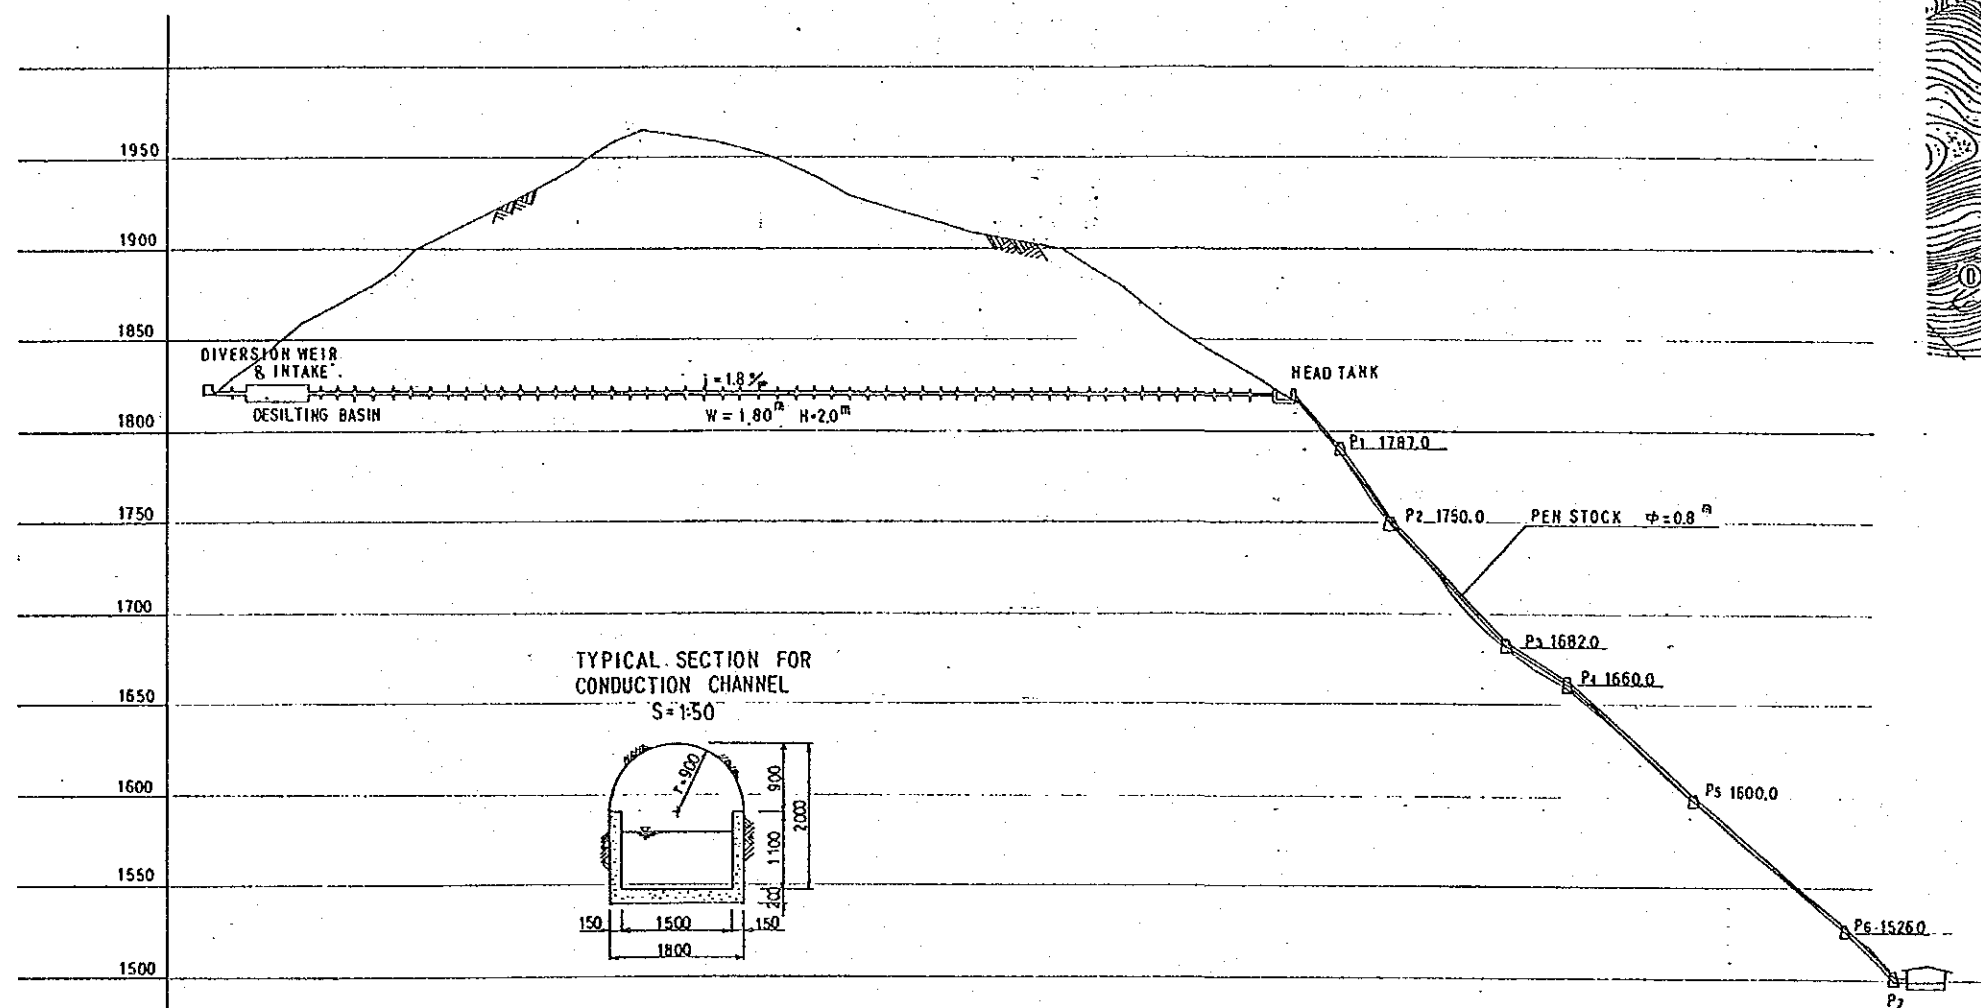 1950
1900
1850
DIVERSION WEIR
& INTAKE
HEAD TANK
DESILTING BASIN
W = 1.80m H=2.0m
1800
P1 1787.0
1750
P2 1750.0
PEN STOCK φ=0.8m
1700
P3 1682.0
TYPICAL SECTION FOR
CONDUCTION CHANNEL
S=1:50
P4 1660.0
1650
r=900
900
2000
1100
200
1600
P5 1600.0
1550
150 1500 150
1800
P6 1526.0
1500
P7